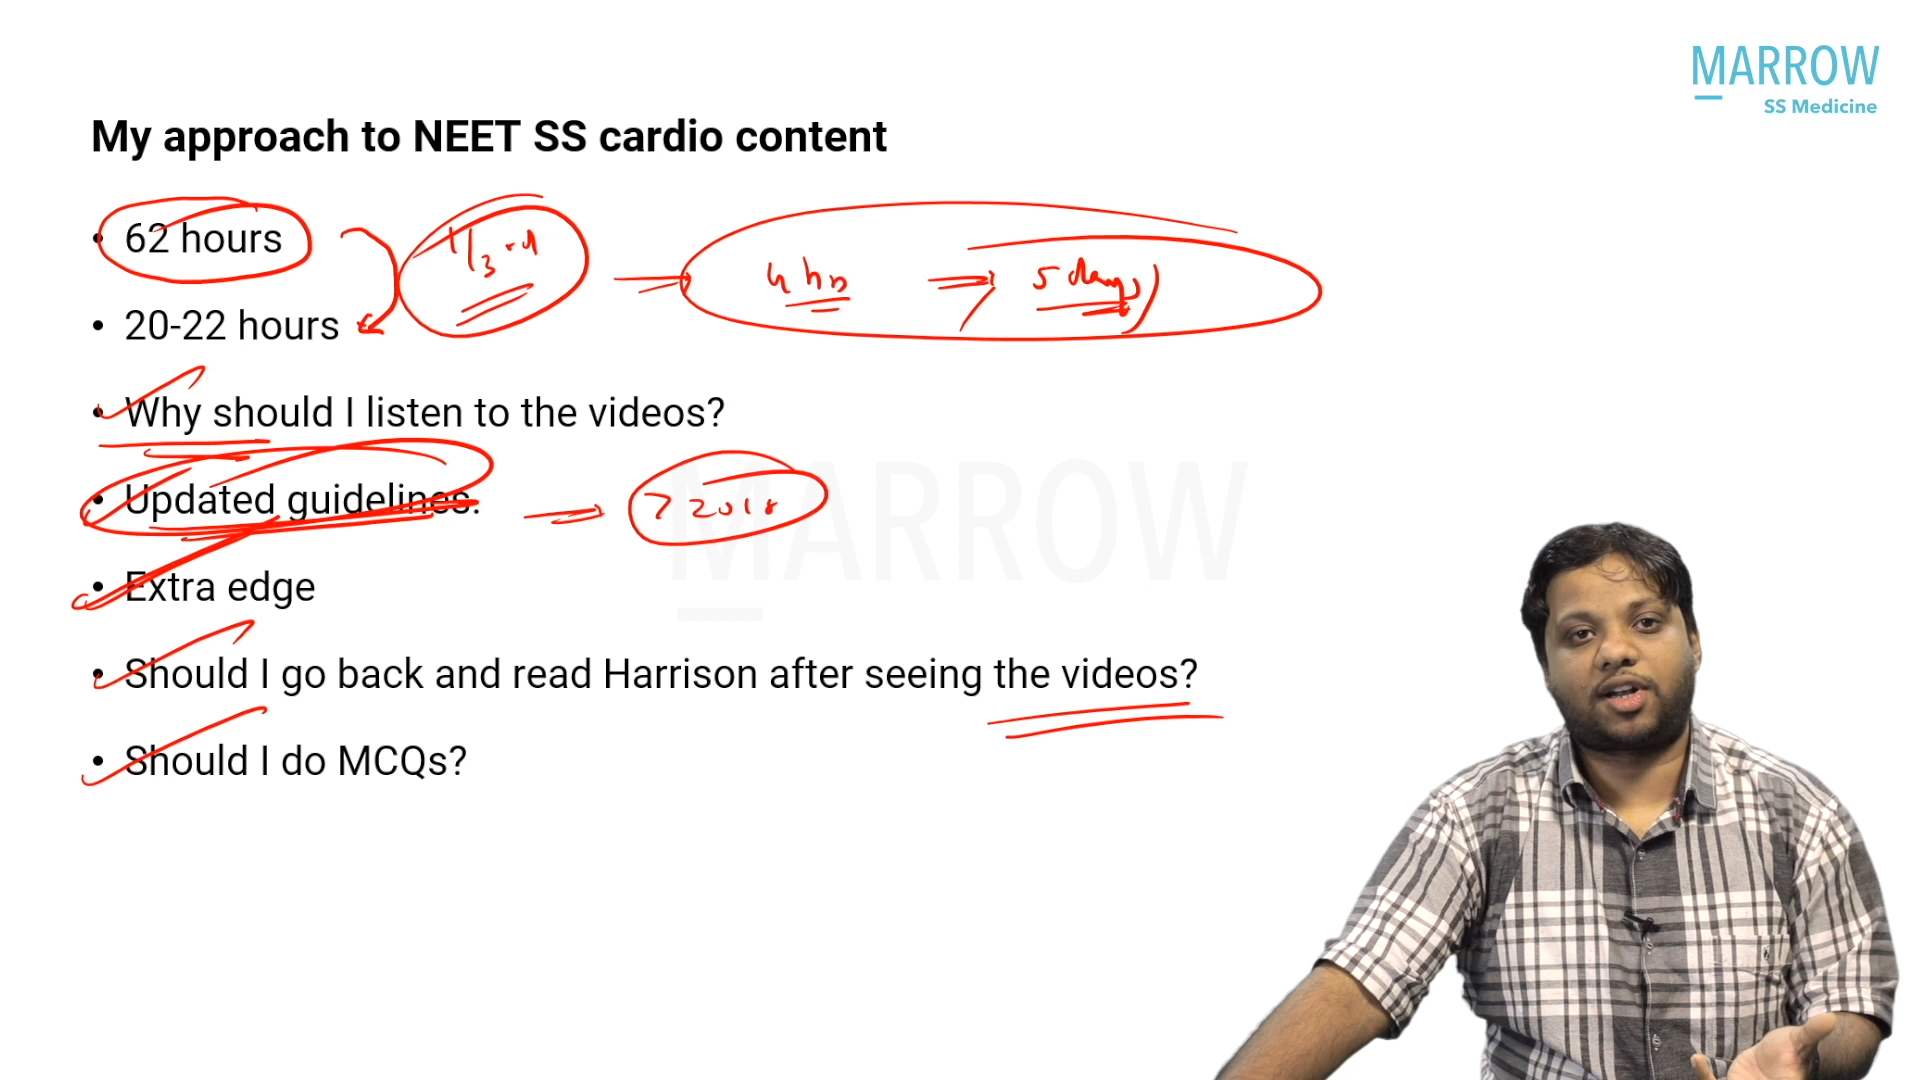 MARROW
SS Medicine
My approach to NEET SS cardio content
• 62 hours
1/3rd
4 hrs ⇒ 5 days
• 20-22 hours
• Why should I listen to the videos?
• Updated guidelines.
> 2018
MARROW
• Extra edge
• Should I go back and read Harrison after seeing the videos?
• Should I do MCQs?